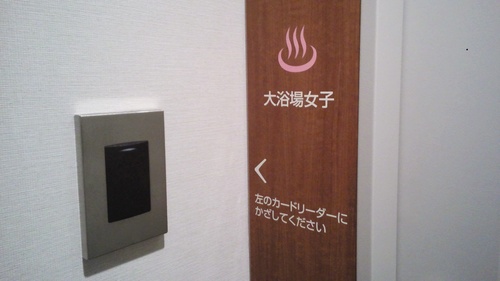 大浴場女子
左のカードリーダーに
かざしてください